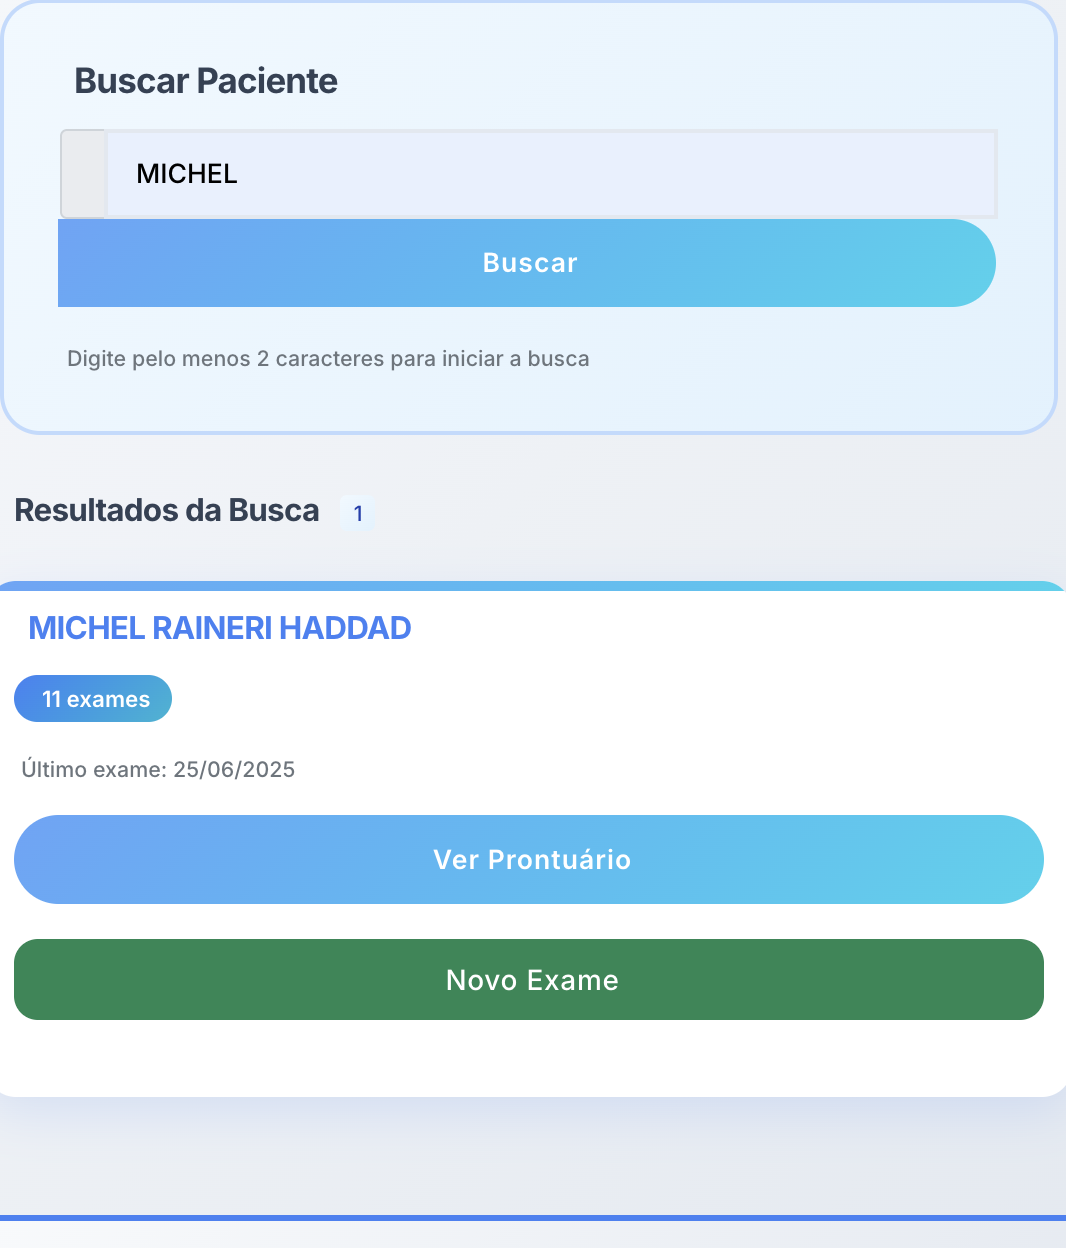 Buscar Paciente
MICHEL
Buscar
Digite pelo menos 2 caracteres para iniciar a busca
Resultados da Busca 1
MICHEL RAINERI HADDAD
11 exames
Último exame: 25/06/2025
Ver Prontuário
Novo Exame